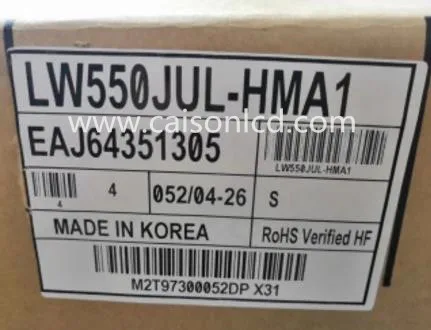 LW550JUL-HMA1
www.caisonlcd.com
EAJ64351305
LW550JUL-HMA1
4 4 052/04-26 S
MADE IN KOREA RoHS Verified HF
M2T97300052DP X31